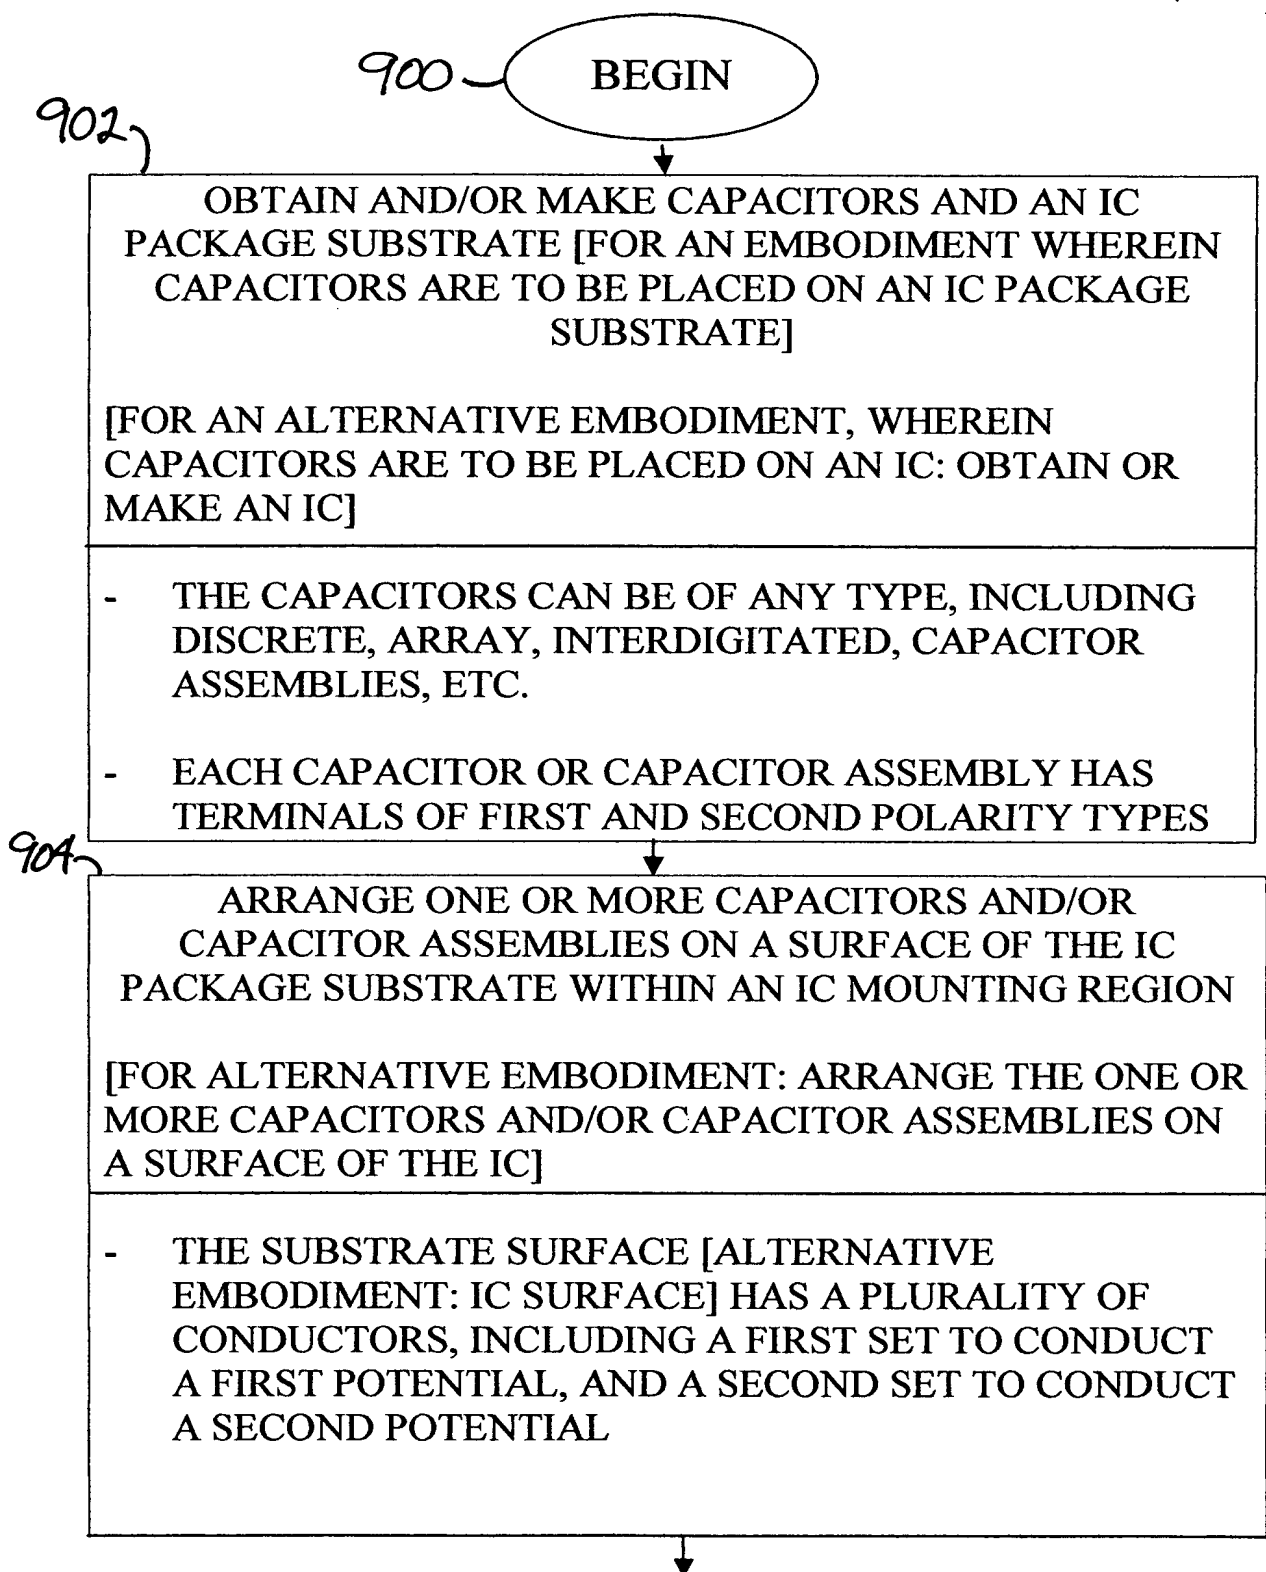 900 BEGIN
902
OBTAIN AND/OR MAKE CAPACITORS AND AN IC
PACKAGE SUBSTRATE [FOR AN EMBODIMENT WHEREIN
CAPACITORS ARE TO BE PLACED ON AN IC PACKAGE
SUBSTRATE]
[FOR AN ALTERNATIVE EMBODIMENT, WHEREIN
CAPACITORS ARE TO BE PLACED ON AN IC: OBTAIN OR
MAKE AN IC]
- THE CAPACITORS CAN BE OF ANY TYPE, INCLUDING
DISCRETE, ARRAY, INTERDIGITATED, CAPACITOR
ASSEMBLIES, ETC.
- EACH CAPACITOR OR CAPACITOR ASSEMBLY HAS
TERMINALS OF FIRST AND SECOND POLARITY TYPES
904
ARRANGE ONE OR MORE CAPACITORS AND/OR
CAPACITOR ASSEMBLIES ON A SURFACE OF THE IC
PACKAGE SUBSTRATE WITHIN AN IC MOUNTING REGION
[FOR ALTERNATIVE EMBODIMENT: ARRANGE THE ONE OR
MORE CAPACITORS AND/OR CAPACITOR ASSEMBLIES ON
A SURFACE OF THE IC]
- THE SUBSTRATE SURFACE [ALTERNATIVE
EMBODIMENT: IC SURFACE] HAS A PLURALITY OF
CONDUCTORS, INCLUDING A FIRST SET TO CONDUCT
A FIRST POTENTIAL, AND A SECOND SET TO CONDUCT
A SECOND POTENTIAL